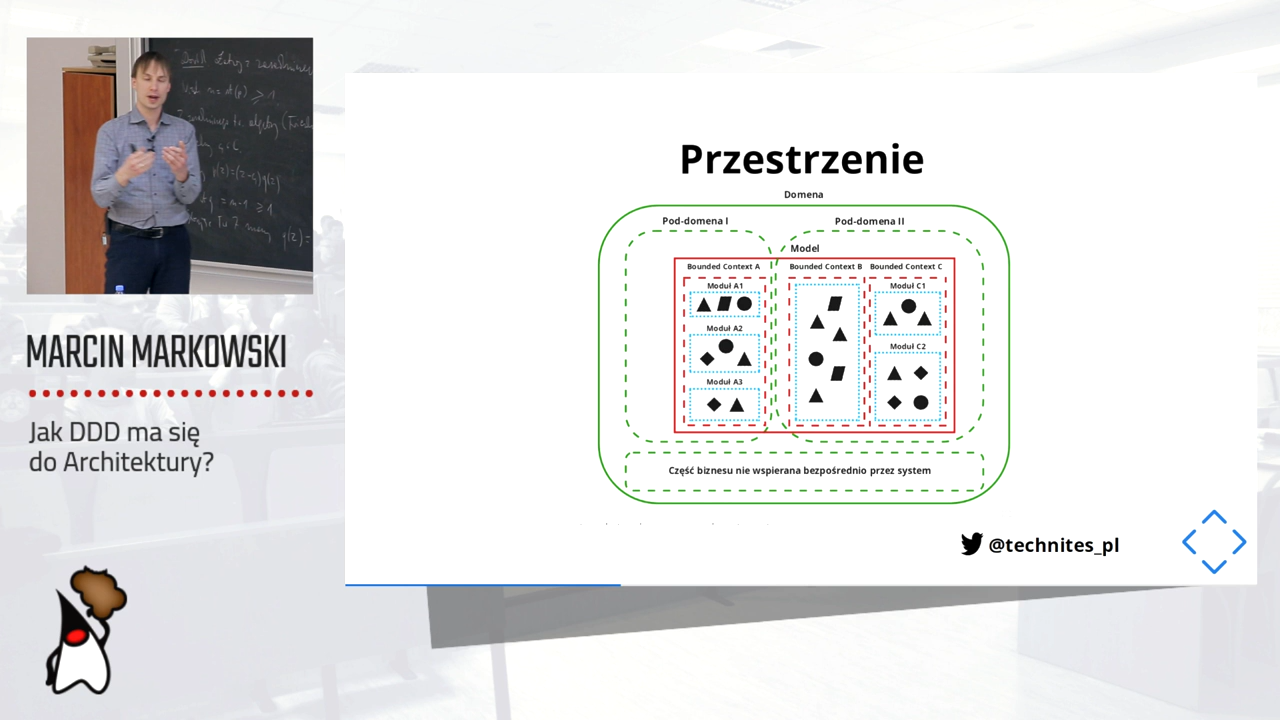 MARCIN MARKOWSKI
Jak DDD ma się
do Architektury?
Przestrzenie
Domena
Pod-domena I
Pod-domena II
Model
Bounded Context A
Bounded Context B
Bounded Context C
Moduł A1
Moduł A2
Moduł A3
Moduł C1
Moduł C2
Część biznesu nie wspierana bezpośrednio przez system
@technites_pl